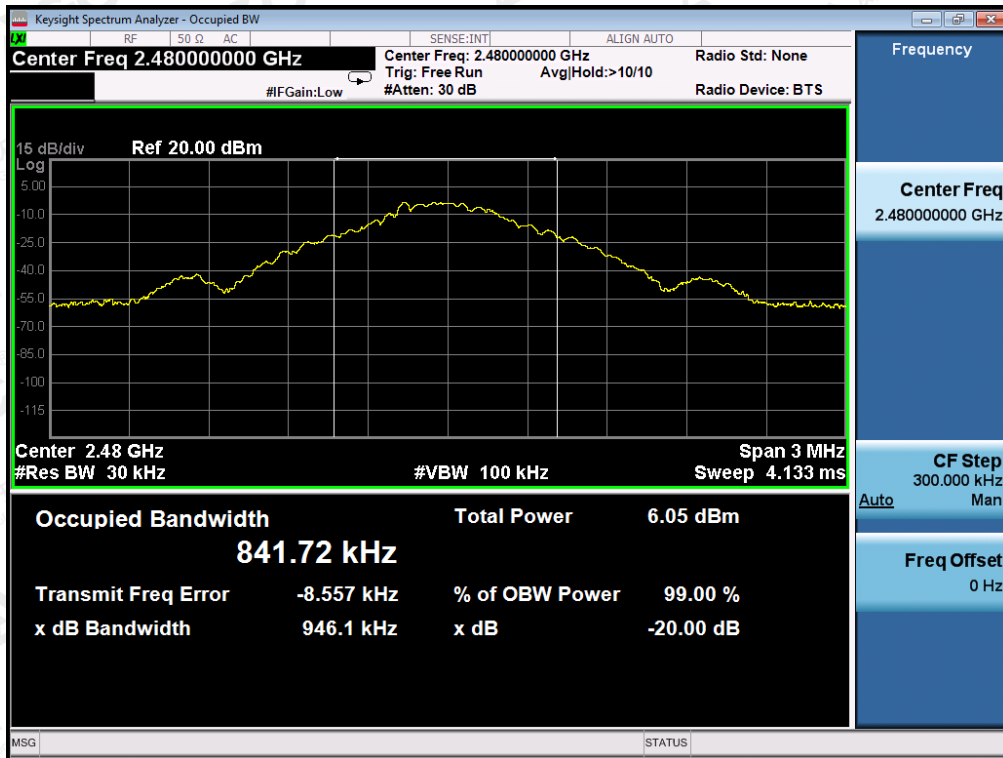 Keysight Spectrum Analyzer - Occupied BW
LXI RF 50 Ω AC SENSE:INT ALIGN AUTO
Center Freq 2.480000000 GHz
#IFGain:Low
Center Freq: 2.480000000 GHz
Trig: Free Run Avg|Hold:>10/10
#Atten: 30 dB
Radio Std: None
Radio Device: BTS
15 dB/div Ref 20.00 dBm
Log
5.00
-10.0
-25.0
-40.0
-55.0
-70.0
-85.0
-100
-115
Center 2.48 GHz Span 3 MHz
#Res BW 30 kHz #VBW 100 kHz Sweep 4.133 ms
Occupied Bandwidth Total Power 6.05 dBm
841.72 kHz
Transmit Freq Error -8.557 kHz % of OBW Power 99.00 %
x dB Bandwidth 946.1 kHz x dB -20.00 dB
MSG STATUS
Frequency
Center Freq
2.480000000 GHz
CF Step
300.000 kHz
Auto Man
Freq Offset
0 Hz